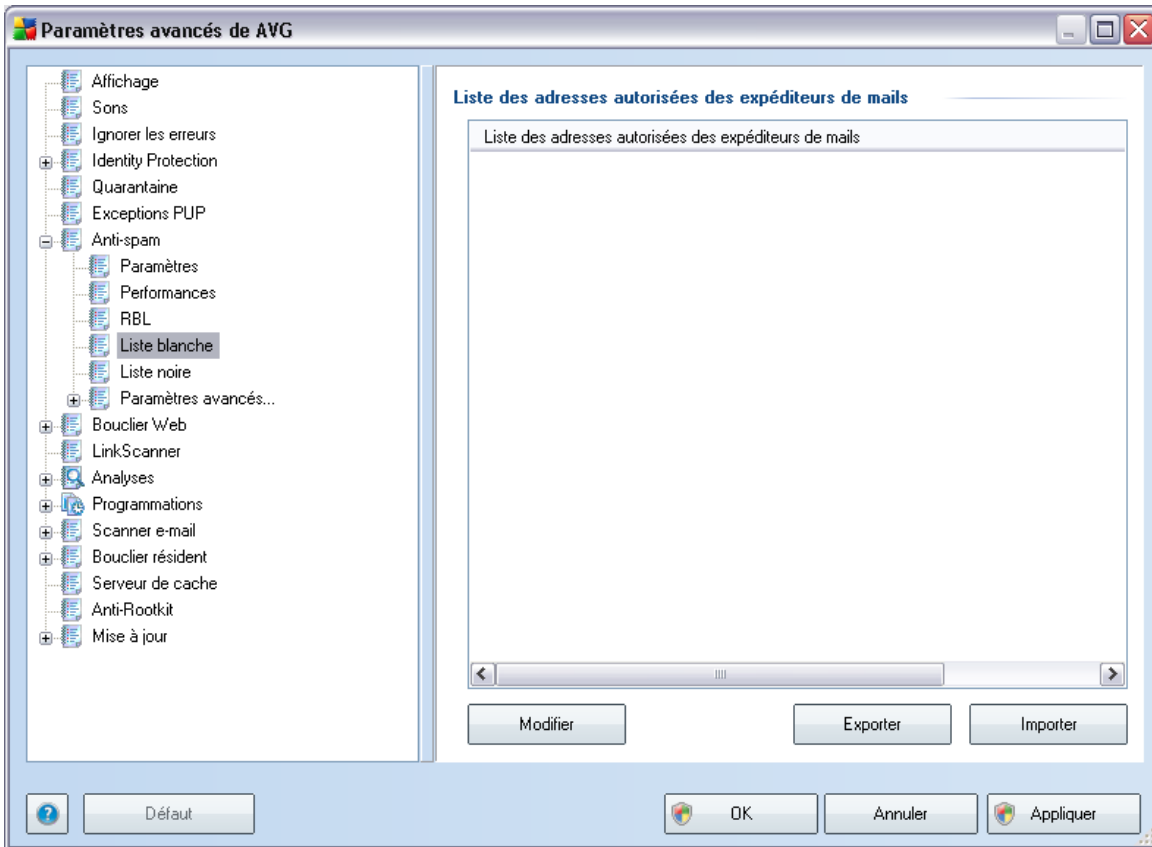 Paramètres avancés de AVG
Affichage
Sons
Ignorer les erreurs
Identity Protection
Quarantaine
Exceptions PUP
Anti-spam
Paramètres
Performances
RBL
Liste blanche
Liste noire
Paramètres avancés...
Bouclier Web
LinkScanner
Analyses
Programmations
Scanner e-mail
Bouclier résident
Serveur de cache
Anti-Rootkit
Mise à jour
Liste des adresses autorisées des expéditeurs de mails
Liste des adresses autorisées des expéditeurs de mails
Modifier
Exporter
Importer
Défaut
OK
Annuler
Appliquer